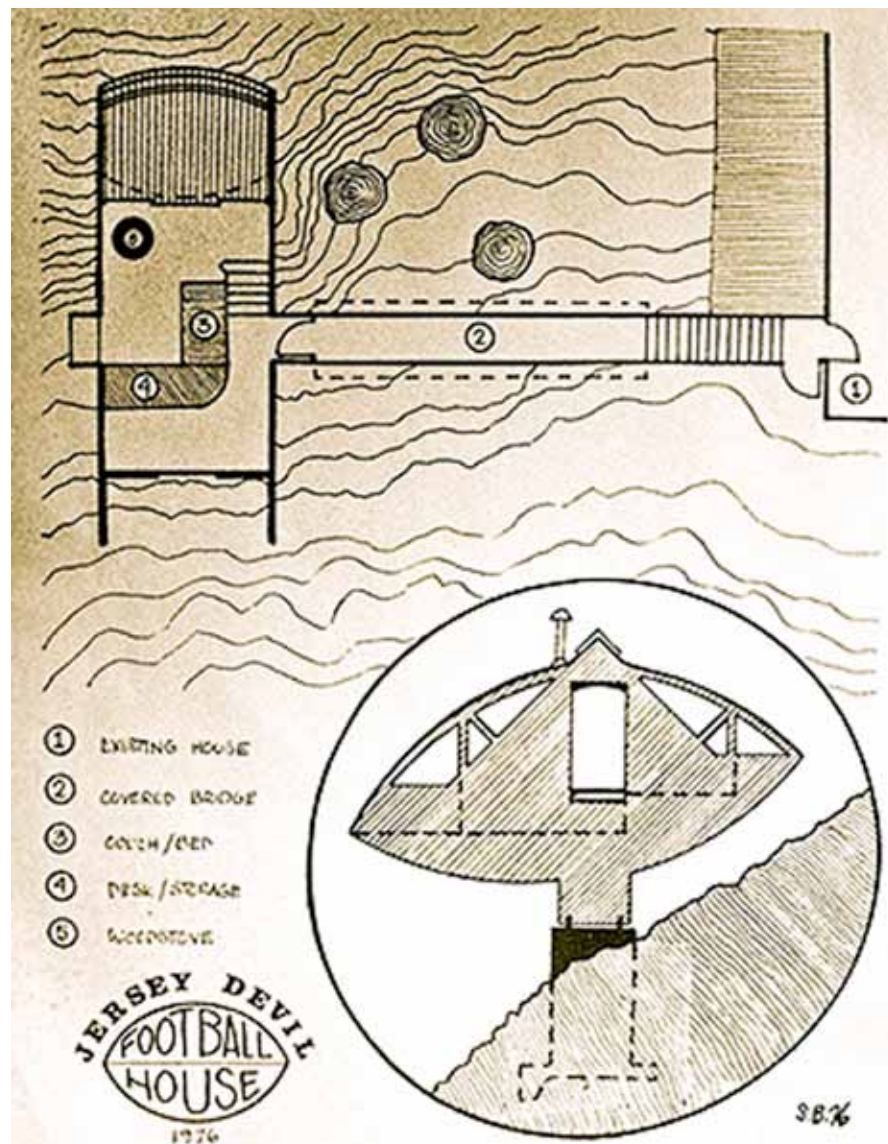 5
3
2
4
1
1 EXISTING HOUSE
2 COVERED BRIDGE
3 COUCH/BED
4 DESK/STORAGE
5 WOODSTOVE
JERSEY DEVIL
FOOTBALL
HOUSE
1976
S.B. 76